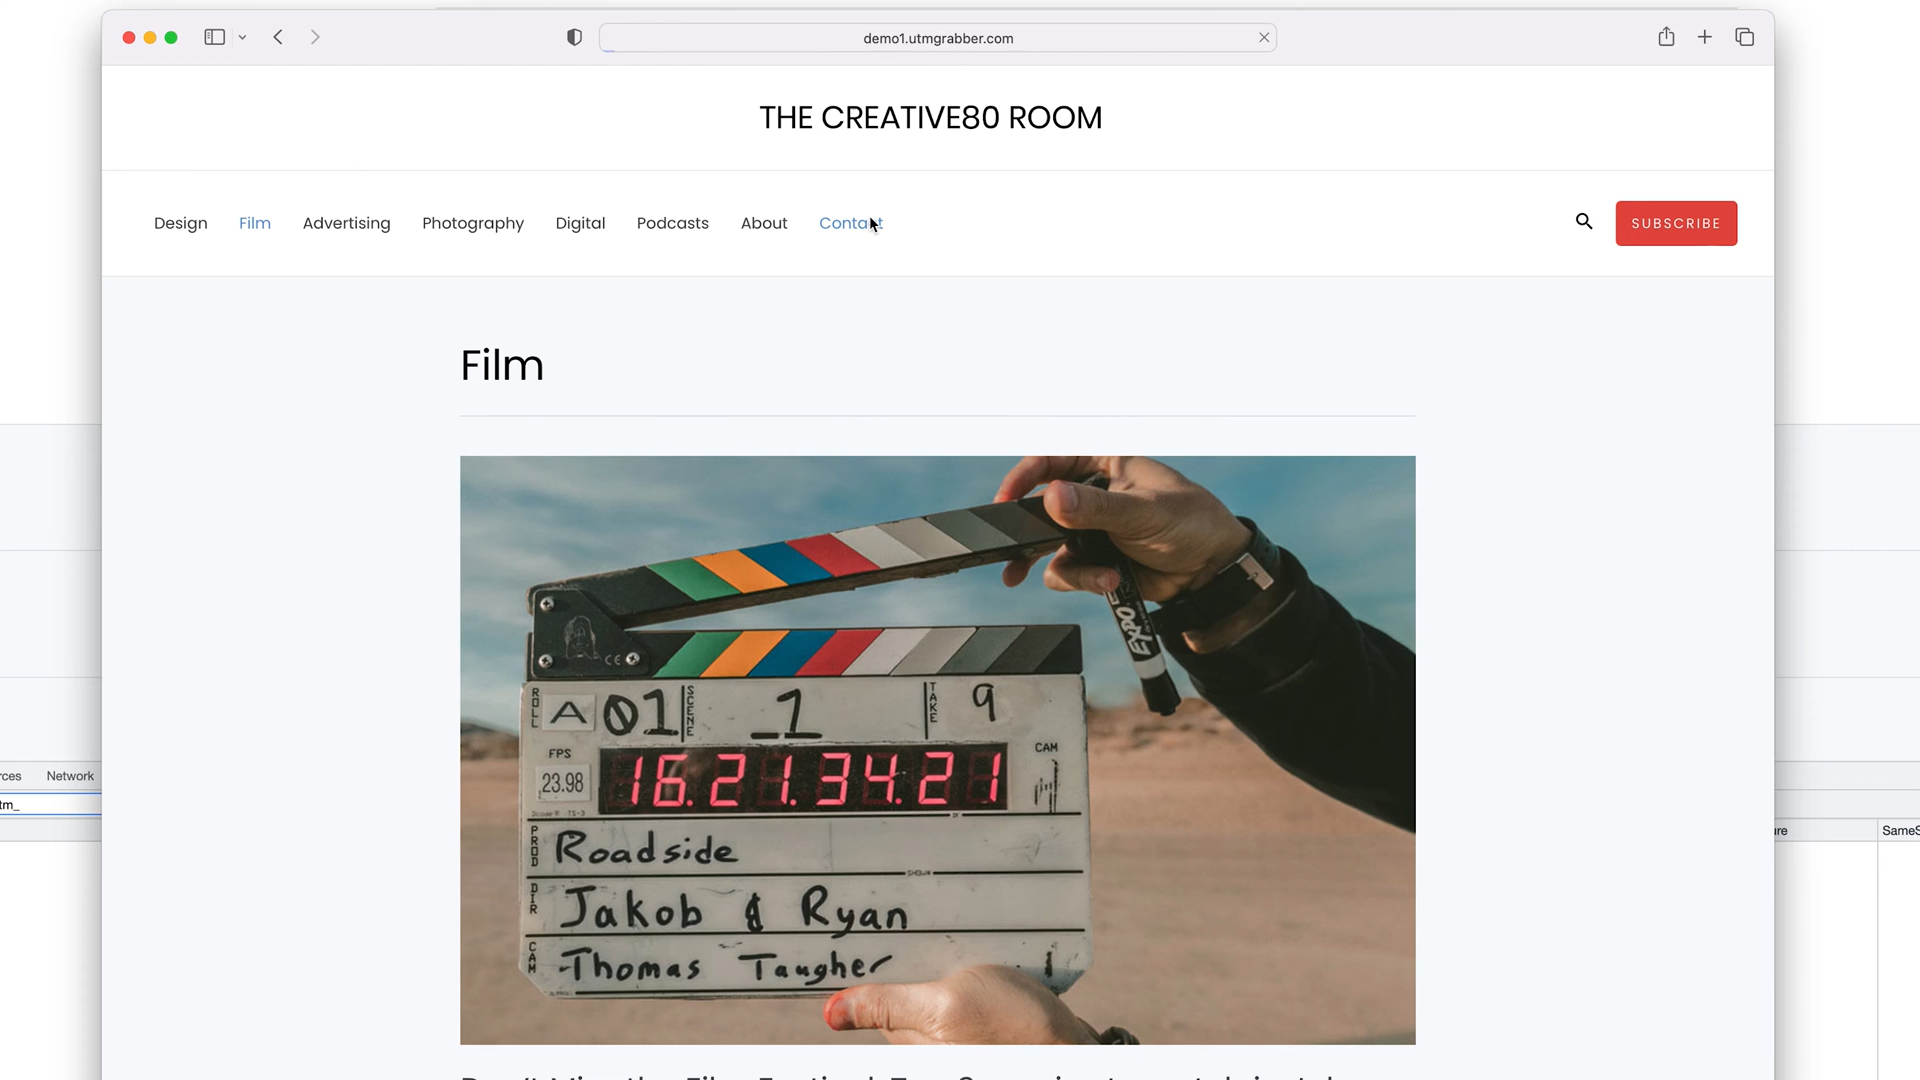 demo1.utmgrabber.com
THE CREATIVE80 ROOM
Design Film Advertising Photography Digital Podcasts About Contact
SUBSCRIBE
Film
EXPO
ROLL A 01 SCENE 1 TAKE 9
FPS
23.98
16.21.34.21
CAM
PROD Roadside
DIR Jakob & Ryan
CAM Thomas Taugher
Network
tm_
SameS